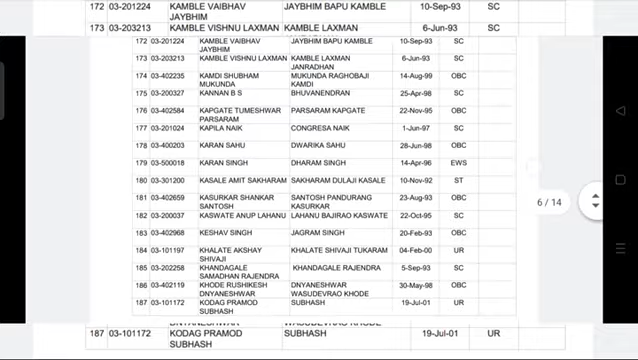 172 03-201224 KAMBLE VAIBHAV JAYBHIM BAPU KAMBLE 10-Sep-93 SC
JAYBHIM
173 03-203213 KAMBLE VISHNU LAXMAN KAMBLE LAXMAN 6-Jun-93 SC
172 03-201224 KAMBLE VAIBHAV JAYBHIM BAPU KAMBLE 10-Sep-93 SC
JAYBHIM
173 03-203213 KAMBLE VISHNU LAXMAN KAMBLE LAXMAN 6-Jun-93 SC
JANRADHAN
174 03-402235 KAMDI SHUBHAM MUKUNDA RAGHOBAJI 14-Aug-99 OBC
MUKUNDA KAMDI
175 03-200327 KANNAN B S BHUVANENDRAN 25-Apr-98 SC
176 03-402584 KAPGATE TUMESHWAR PARSARAM KAPGATE 22-Nov-95 OBC
PARSARAM
177 03-201024 KAPILA NAIK CONGRESA NAIK 1-Jun-97 SC
178 03-400203 KARAN SAHU DWARIKA SAHU 28-Jun-98 OBC
179 03-500018 KARAN SINGH DHARAM SINGH 14-Apr-96 EWS
180 03-301200 KASALE AMIT SAKHARAM SAKHARAM DULAJI KASALE 10-Nov-92 ST
181 03-402659 KASURKAR SHANKAR SANTOSH PANDURANG 23-Aug-93 OBC
SANTOSH KASURKAR
182 03-200037 KASWATE ANUP LAHANU LAHANU BAJIRAO KASWATE 22-Oct-95 SC
183 03-402968 KESHAV SINGH JAGRAM SINGH 20-Feb-93 OBC
184 03-101197 KHALATE AKSHAY KHALATE SHIVAJI TUKARAM 04-Feb-00 UR
SHIVAJI
185 03-202258 KHANDAGALE KHANDAGALE RAJENDRA 5-Sep-93 SC
SAMADHAN RAJENDRA
186 03-402119 KHODE RUSHIKESH DNYANESHWAR 30-May-98 OBC
DNYANESHWAR WASUDEVRAO KHODE
187 03-101172 KODAG PRAMOD SUBHASH 19-Jul-01 UR
SUBHASH
DNYANESHWAR WASUDEVRAO KHODE
187 03-101172 KODAG PRAMOD SUBHASH 19-Jul-01 UR
SUBHASH
6 / 14